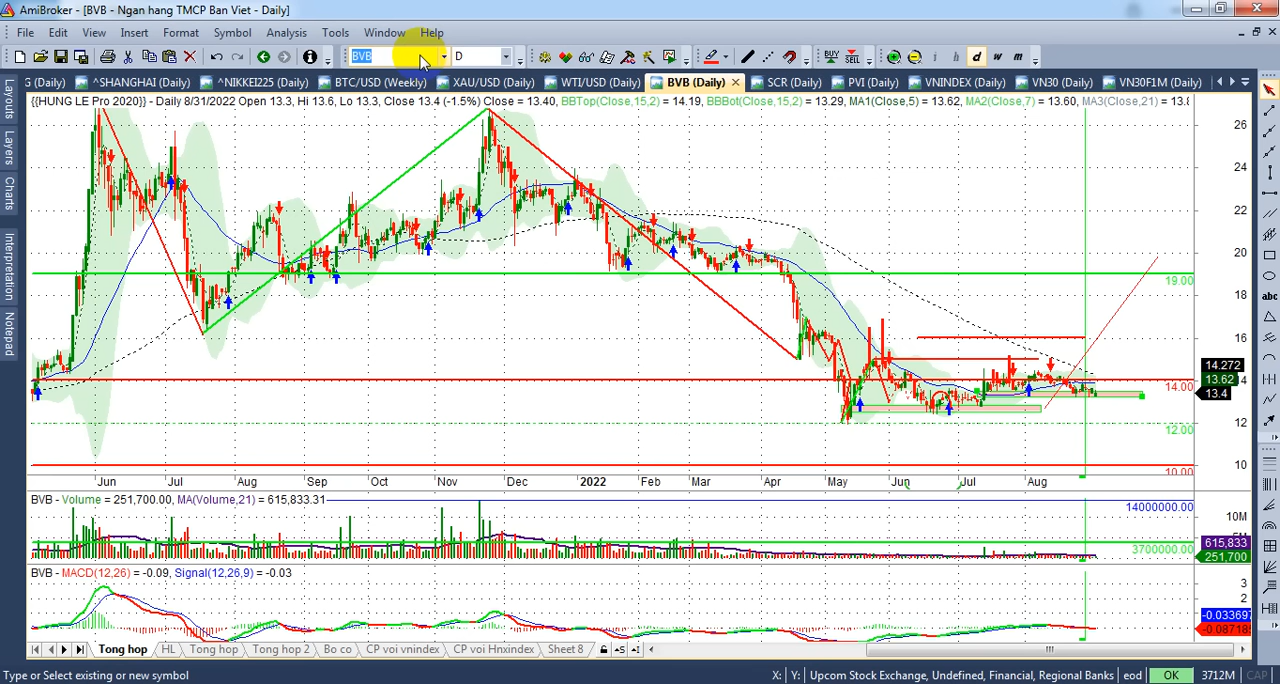 AmiBroker - [BVB - Ngan hang TMCP Ban Viet - Daily]
File Edit View Insert Format Symbol Analysis Tools Window Help
BVB D BUY SELL i h d w m
G (Daily) ^SHANGHAI (Daily) ^NIKKEI225 (Daily) BTC/USD (Weekly) XAU/USD (Daily) WTI/USD (Daily) BVB (Daily) SCR (Daily) PVI (Daily) VNINDEX (Daily) VN30 (Daily) VN30F1M (Daily)
Layouts
Layers
Charts
Interpretation
Notepad
{{HUNG LE Pro 2020}} - Daily 8/31/2022 Open 13.3, Hi 13.6, Lo 13.3, Close 13.4 (-1.5%) Close = 13.40, BBTop(Close,15,2) = 14.19, BBBot(Close,15,2) = 13.29, MA1(Close,5) = 13.62, MA2(Close,7) = 13.60, MA3(Close,21) = 13.8
26
24
22
20
19.00
18
16
14.272
13.62
14.00
13.4
12
12.00
10
10.00
Jun Jul Aug Sep Oct Nov Dec 2022 Feb Mar Apr May Jun Jul Aug
BVB - Volume = 251,700.00, MA(Volume,21) = 615,833.31
14000000.00
10M
615,833
3700000.00
251,700
BVB - MACD(12,26) = -0.09, Signal(12,26,9) = -0.03
3
2
-0.03369
-0.08718
Tong hop HL Tong hop Tong hop 2 Bo co CP voi vnindex CP voi Hnxindex Sheet 8
abc
Type or Select existing or new symbol X: Y: Upcom Stock Exchange, Undefined, Financial, Regional Banks eod OK 3712M CAP